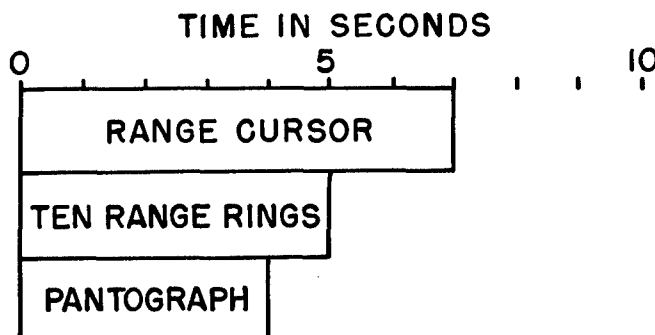 TIME IN SECONDS
0 5 10
RANGE CURSOR
TEN RANGE RINGS
PANTOGRAPH